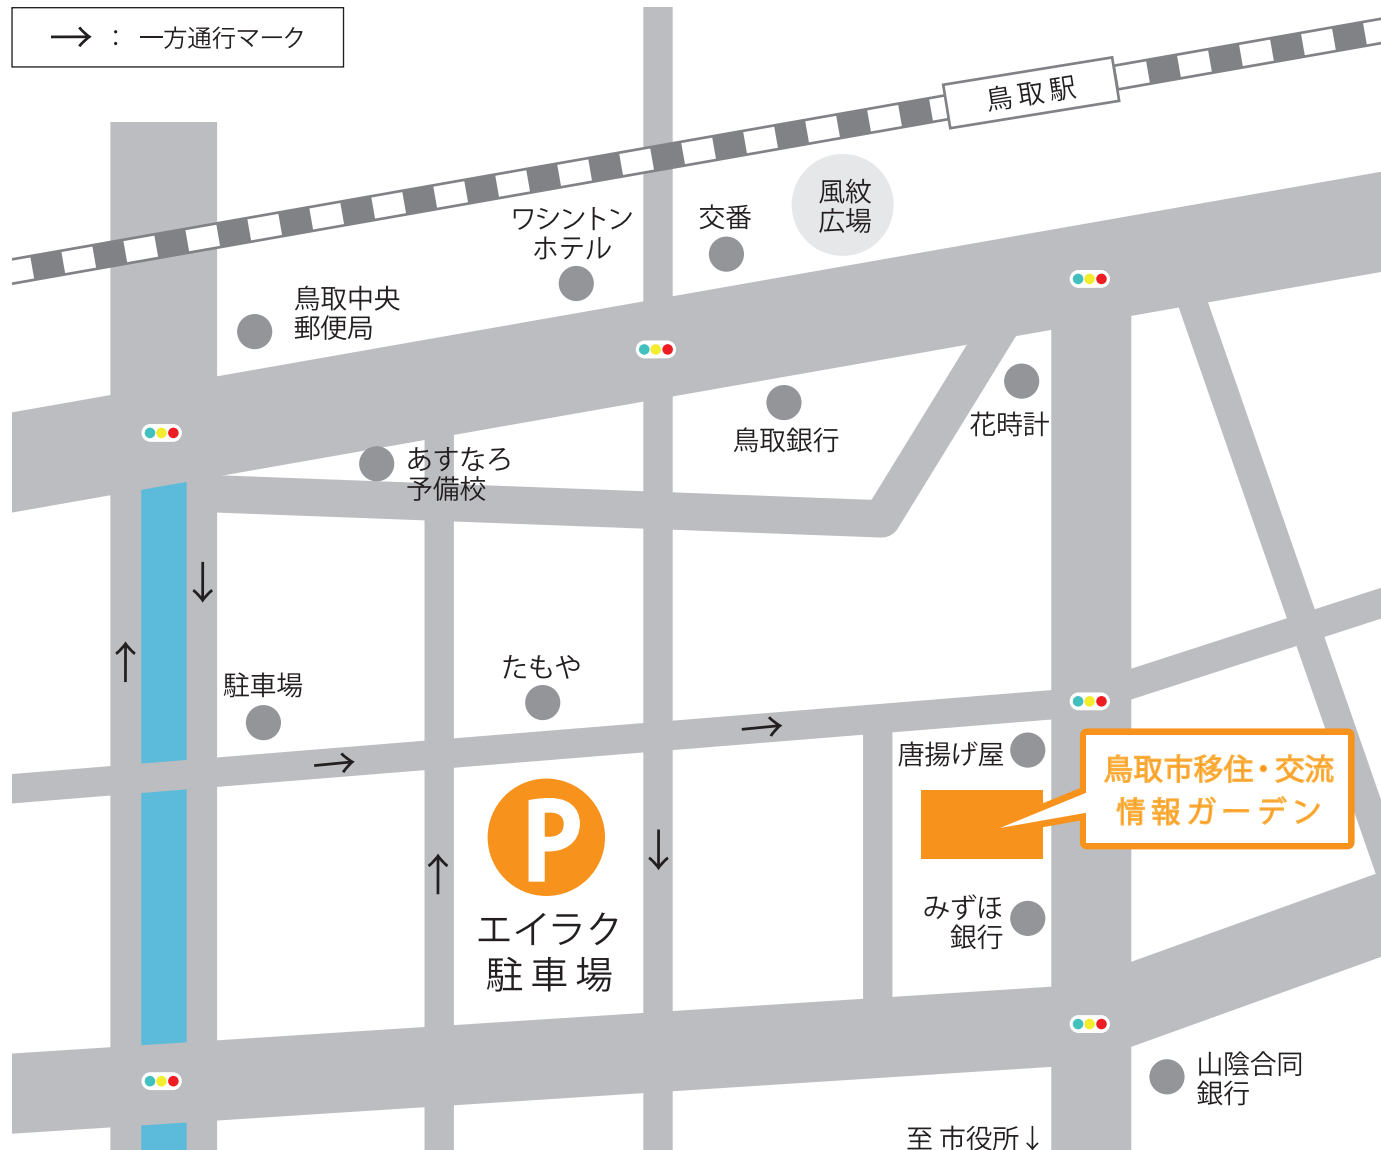 → : 一方通行マーク
鳥取駅
風紋
広場
交番
ワシントン
ホテル
鳥取中央
郵便局
花時計
鳥取銀行
あすなろ
予備校
たもや
駐車場
唐揚げ屋
鳥取市移住・交流
情報ガーデン
P
エイラク
駐車場
みずほ
銀行
山陰合同
銀行
至 市役所↓